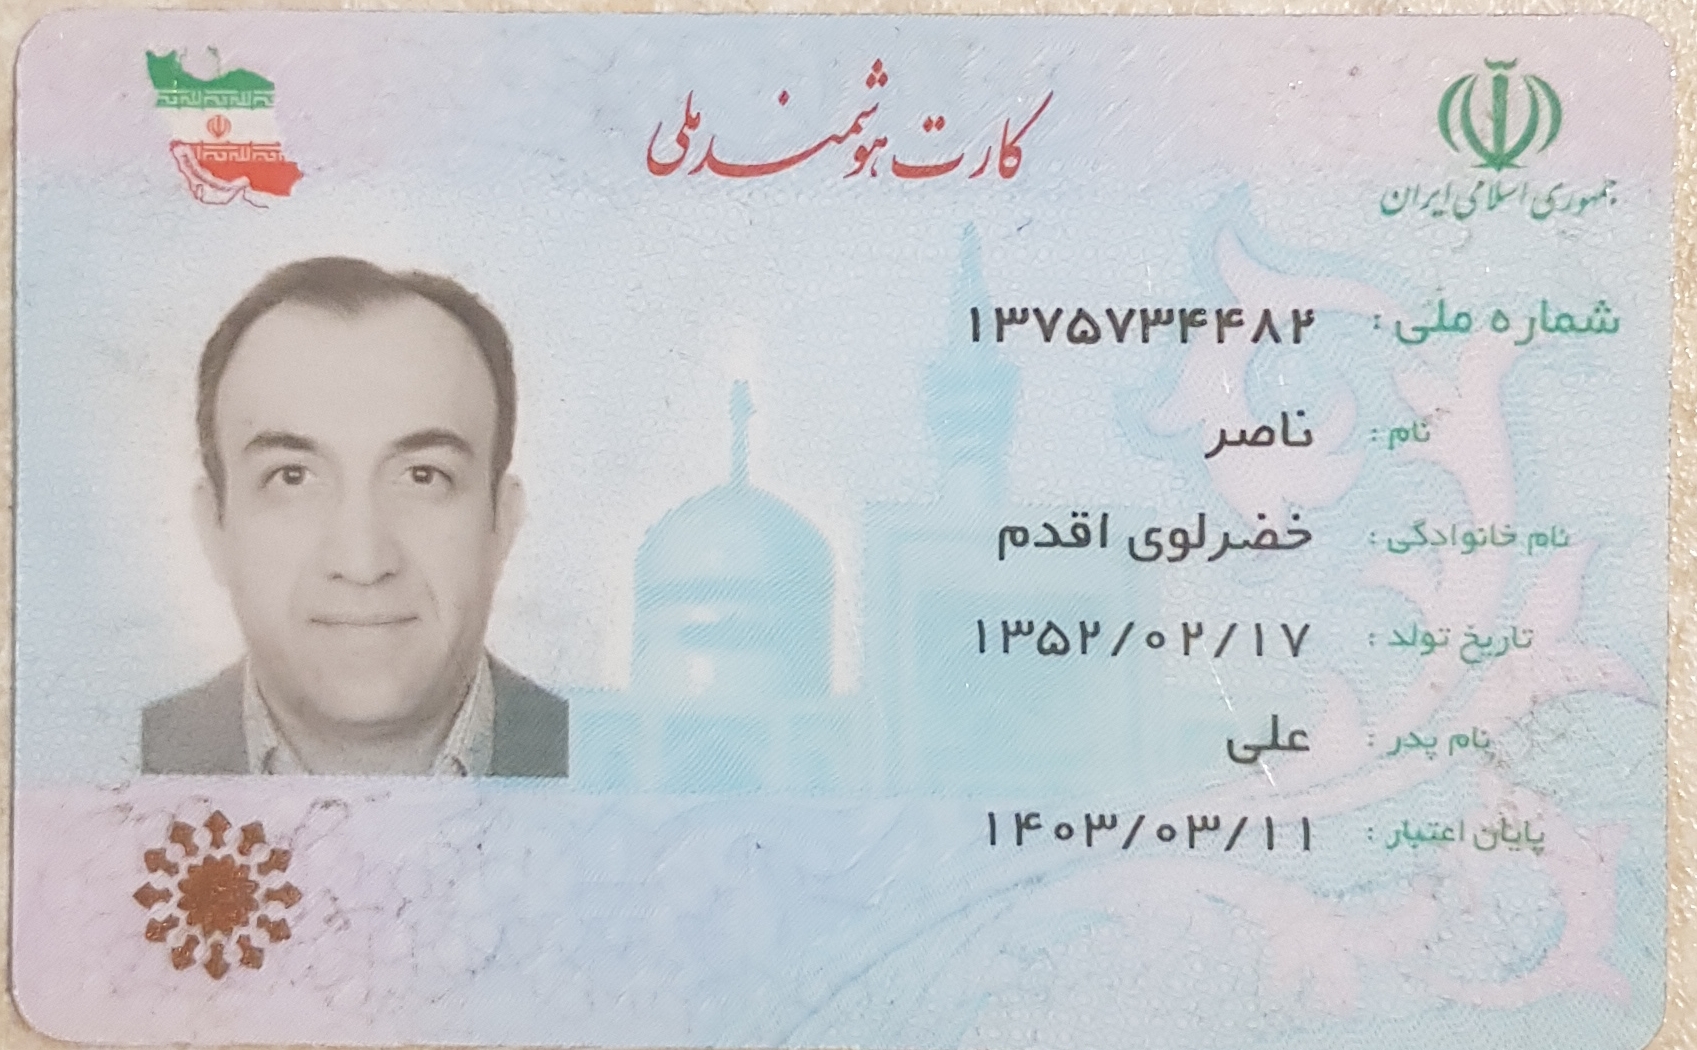 کارت هوشمند ملی
جمهوری اسلامی ایران
شماره ملی : ۱۳۷۵۷۳۴۴۸۲
نام : ناصر
نام خانوادگی : خضرلوی اقدم
تاریخ تولد : ۱۳۵۲/۰۲/۱۷
نام پدر : علی
پایان اعتبار : ۱۴۰۳/۰۳/۱۱